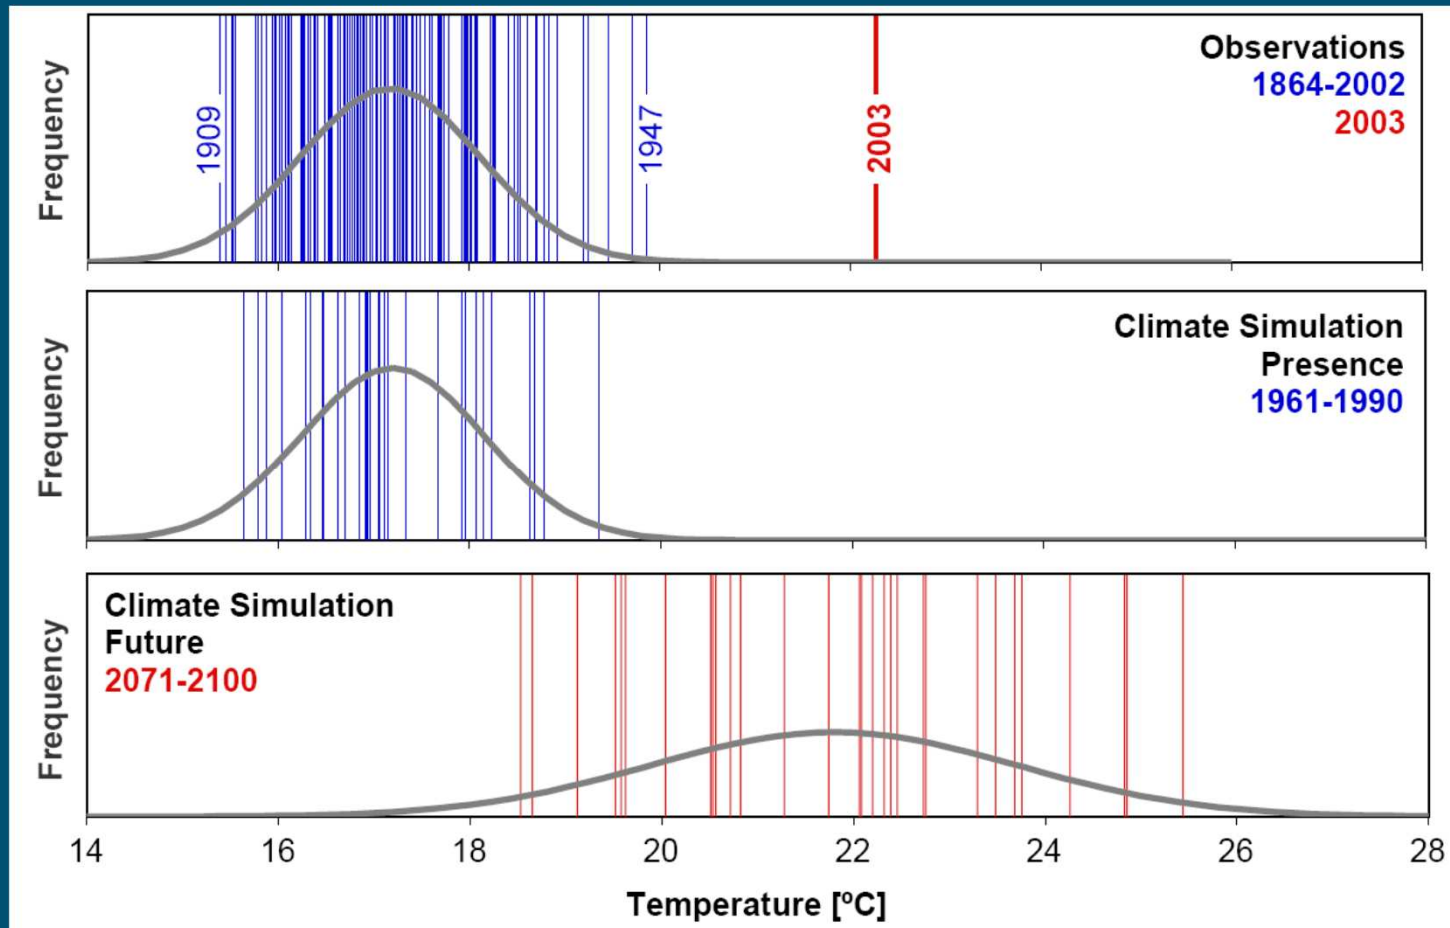 Frequency
1909
1947
2003
Observations
1864-2002
2003
Frequency
Climate Simulation
Presence
1961-1990
Frequency
Climate Simulation
Future
2071-2100
14 16 18 20 22 24 26 28
Temperature [ºC]